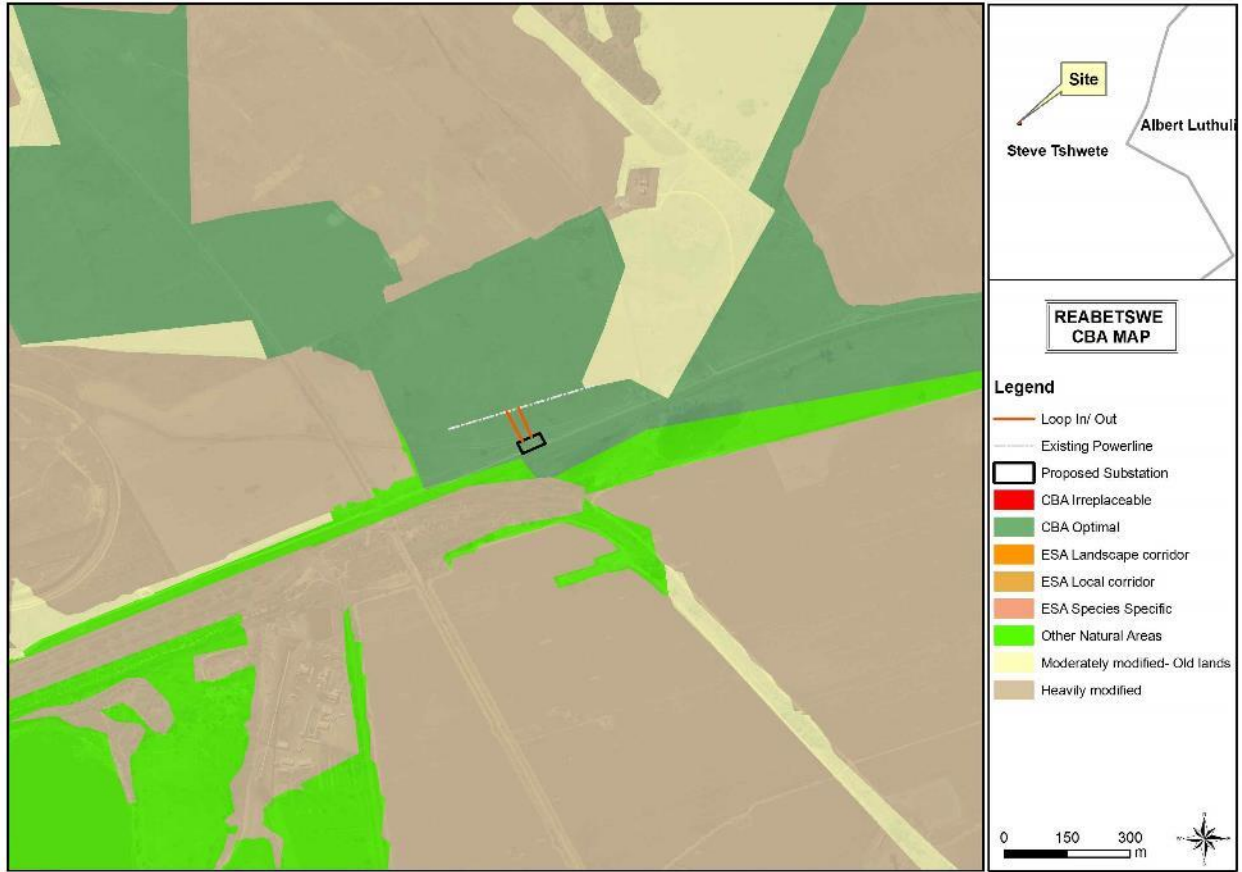 Site
Albert Luthuli
Steve Tshwete
REABETSWE
CBA MAP
Legend
Loop In/ Out
Existing Powerline
Proposed Substation
CBA Irreplaceable
CBA Optimal
ESA Landscape corridor
ESA Local corridor
ESA Species Specific
Other Natural Areas
Moderately modified- Old lands
Heavily modified
0 150 300
m